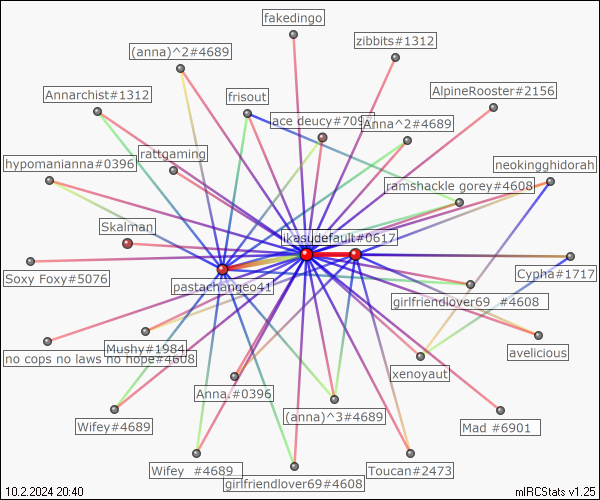 fakedingo
zibbits#1312
(anna)^2#4689
AlpineRooster#2156
Annarchist#1312
frisout
ace deucy#709
Anna^2#4689
rattgaming
hypomanianna#0396
neokingghidorah
ramshackle gorey#4608
Skalman
default#0617
Soxy Foxy#5076
Cypha#1717
pastachangeo41
girlfriendlover69 #4608
Mushy#1984
avelicious
no cops no laws no hope#4608
xenoyaut
Anna.#0396
(anna)^3#4689
Wifey#4689
Mad #6901
Wifey #4689
Toucan#2473
girlfriendlover69#4608
10.2.2024 20:40
mIRCStats v1.25